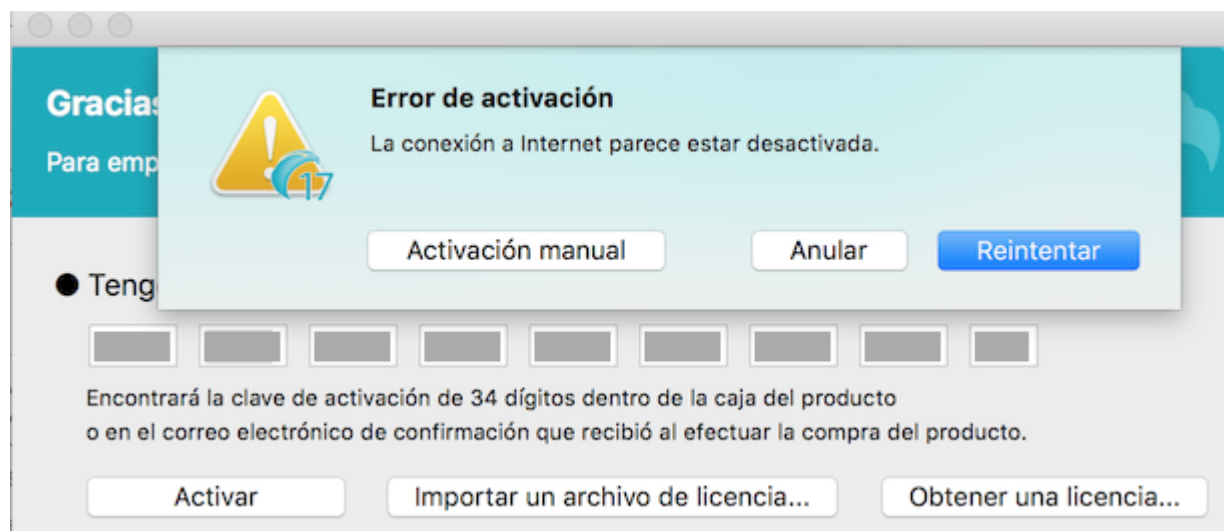 Gracias
Para emp
Error de activación
La conexión a Internet parece estar desactivada.
17
Activación manual
Anular
Reintentar
Teng
Encontrará la clave de activación de 34 dígitos dentro de la caja del producto
o en el correo electrónico de confirmación que recibió al efectuar la compra del producto.
Activar
Importar un archivo de licencia...
Obtener una licencia...